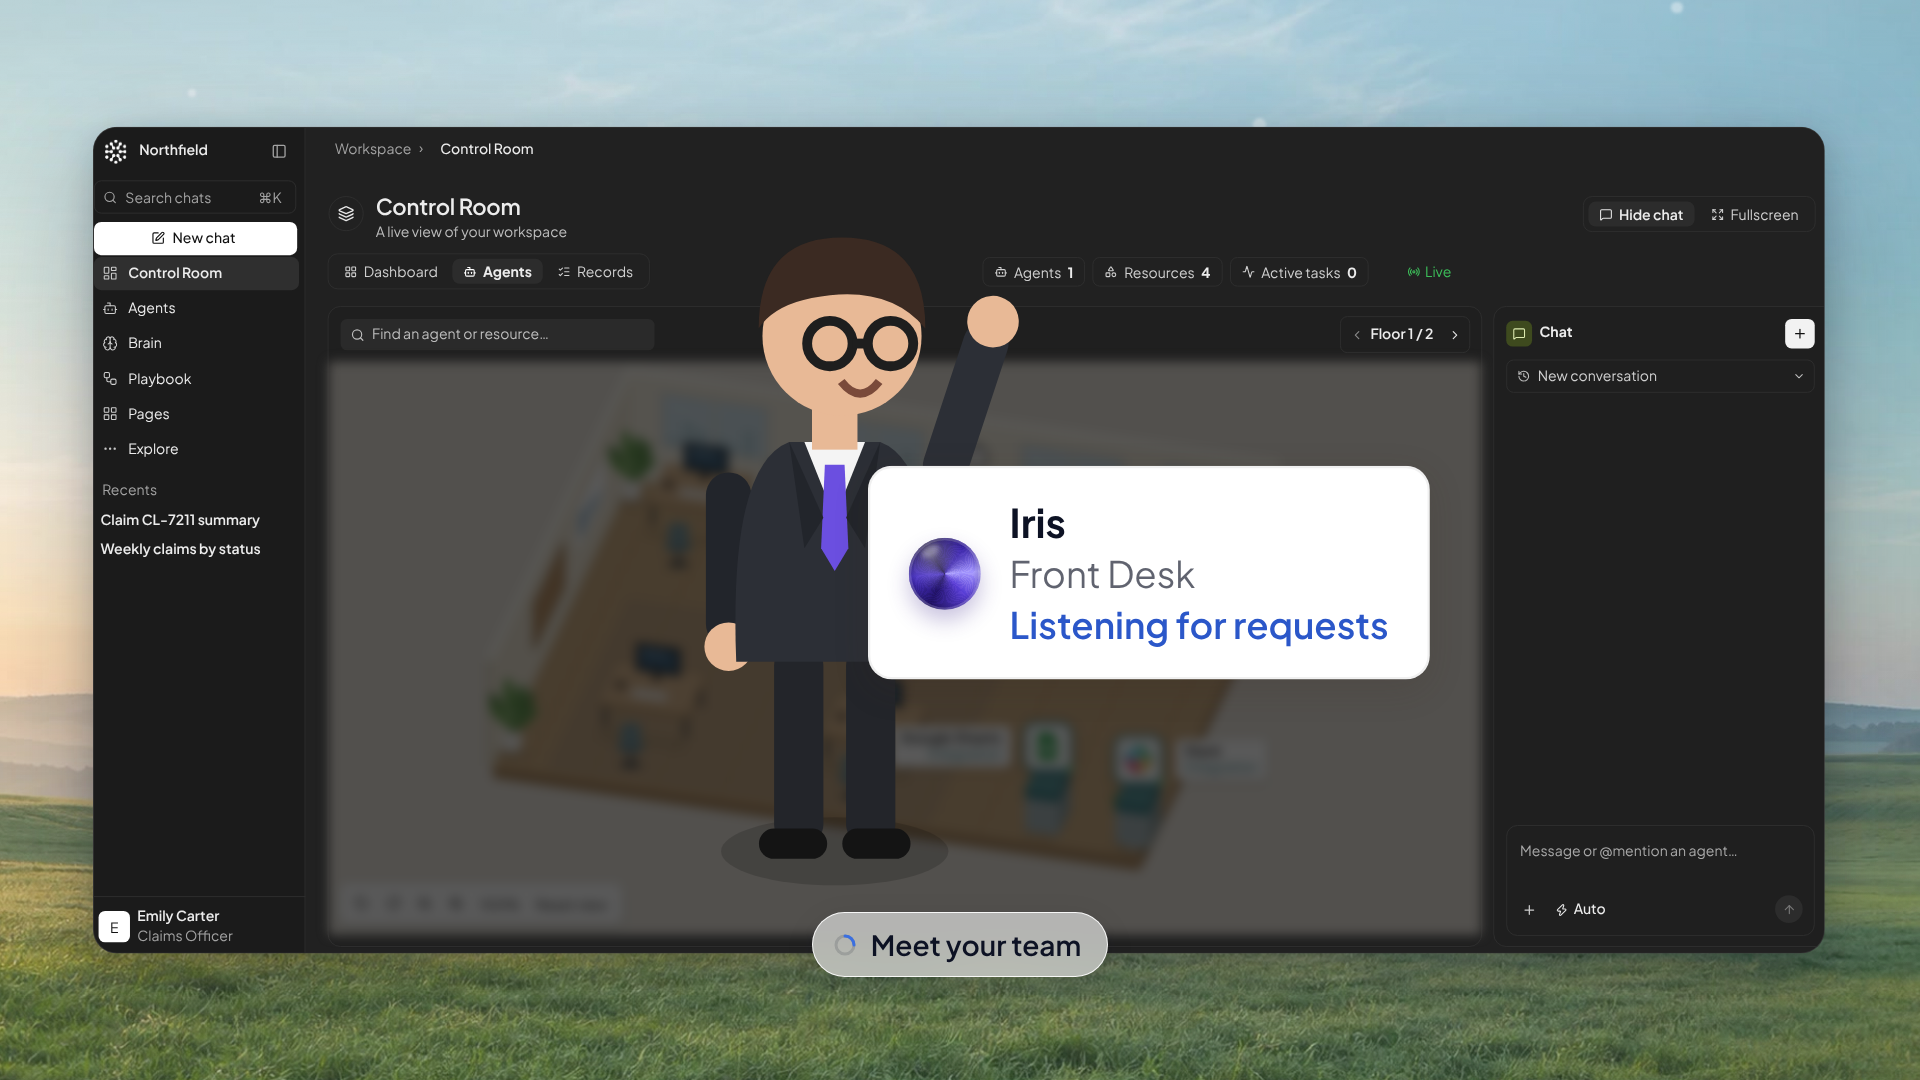 Northfield
Search chats ⌘K
New chat
Control Room
Agents
Brain
Playbook
Pages
Explore
Recents
Claim CL-7211 summary
Weekly claims by status
E
Emily Carter
Claims Officer
Workspace › Control Room
Control Room
A live view of your workspace
Hide chat Fullscreen
Dashboard Agents Records
Agents 1 Resources 4 Active tasks 0 Live
Find an agent or resource...
Floor 1 / 2
Iris
Front Desk
Listening for requests
Meet your team
Chat
New conversation
Message or @mention an agent...
Auto